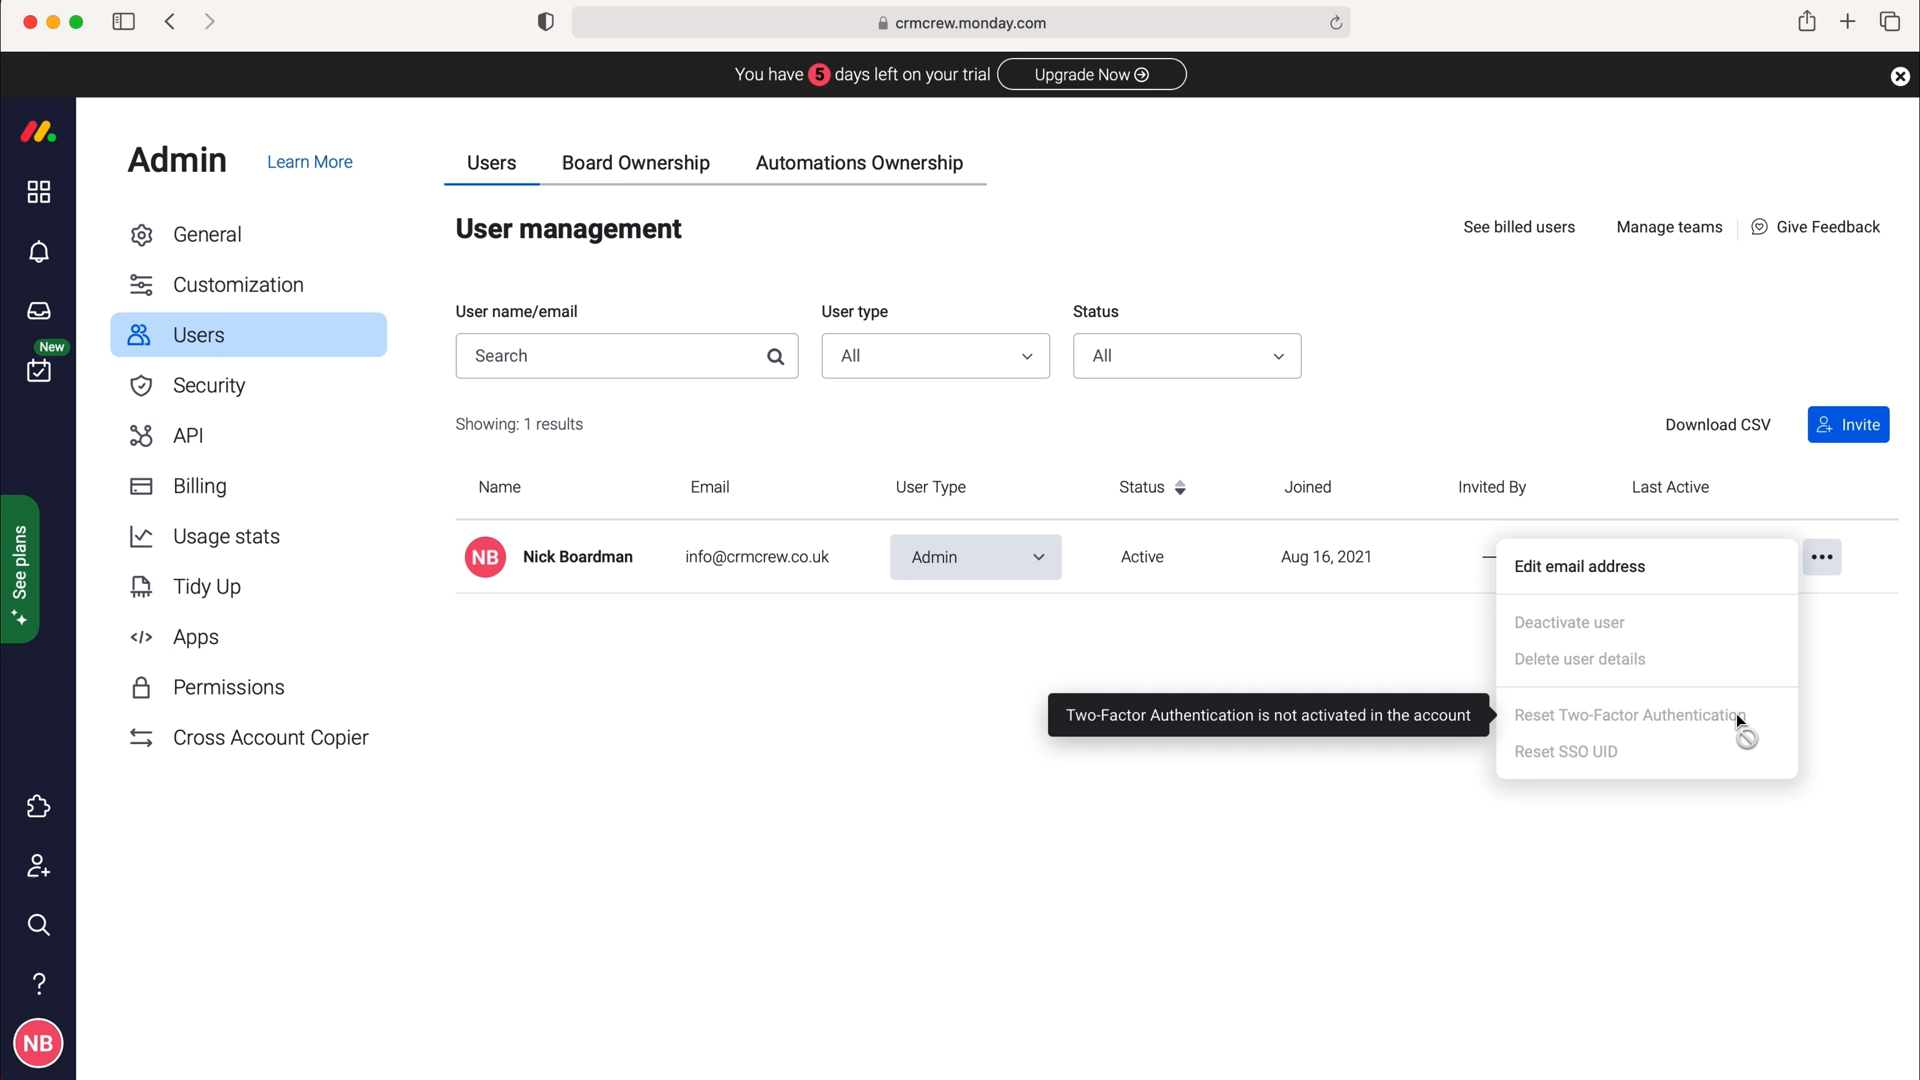 crmcrew.monday.com
You have 5 days left on your trial Upgrade Now
Admin Learn More
Users Board Ownership Automations Ownership
General
Customization
Users
Security
API
Billing
Usage stats
Tidy Up
Apps
Permissions
Cross Account Copier
New
See plans
NB
User management
See billed users Manage teams Give Feedback
User name/email User type Status
Search All All
Showing: 1 results
Download CSV Invite
Name Email User Type Status Joined Invited By Last Active
NB Nick Boardman info@crmcrew.co.uk Admin Active Aug 16, 2021 —
Edit email address
Deactivate user
Delete user details
Two-Factor Authentication is not activated in the account
Reset Two-Factor Authentication
Reset SSO UID